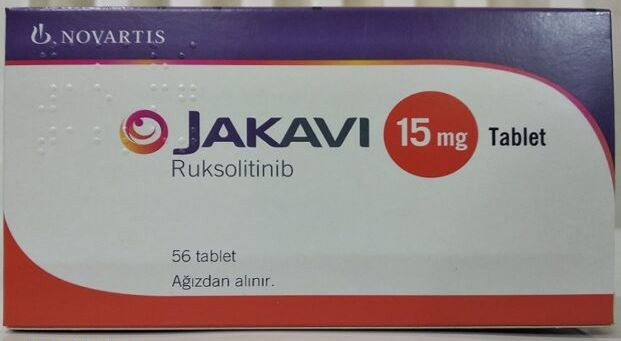 NOVARTIS
JAKAVI 15 mg Tablet
Ruksolitinib
56 tablet
Ağızdan alınır.